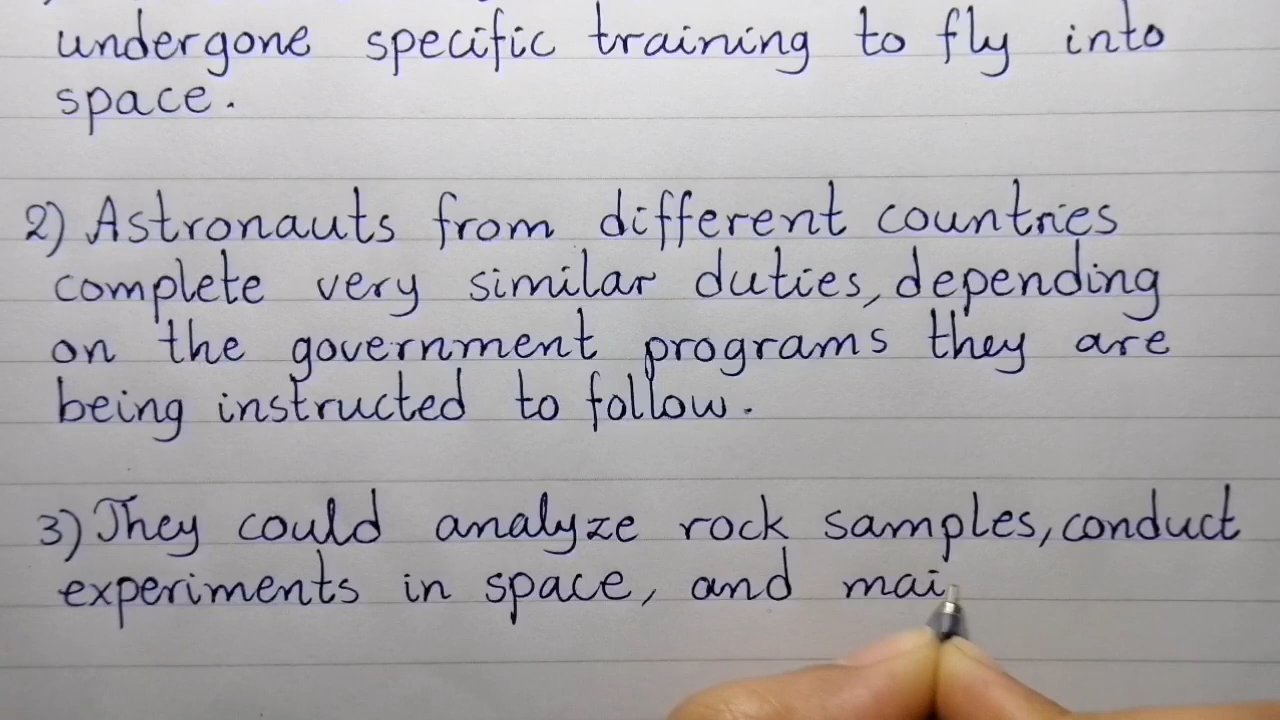 undergone specific training to fly into
space.
2) Astronauts from different countries
complete very similar duties, depending
on the government programs they are
being instructed to follow.
3) They could analyze rock samples, conduct
experiments in space, and mai